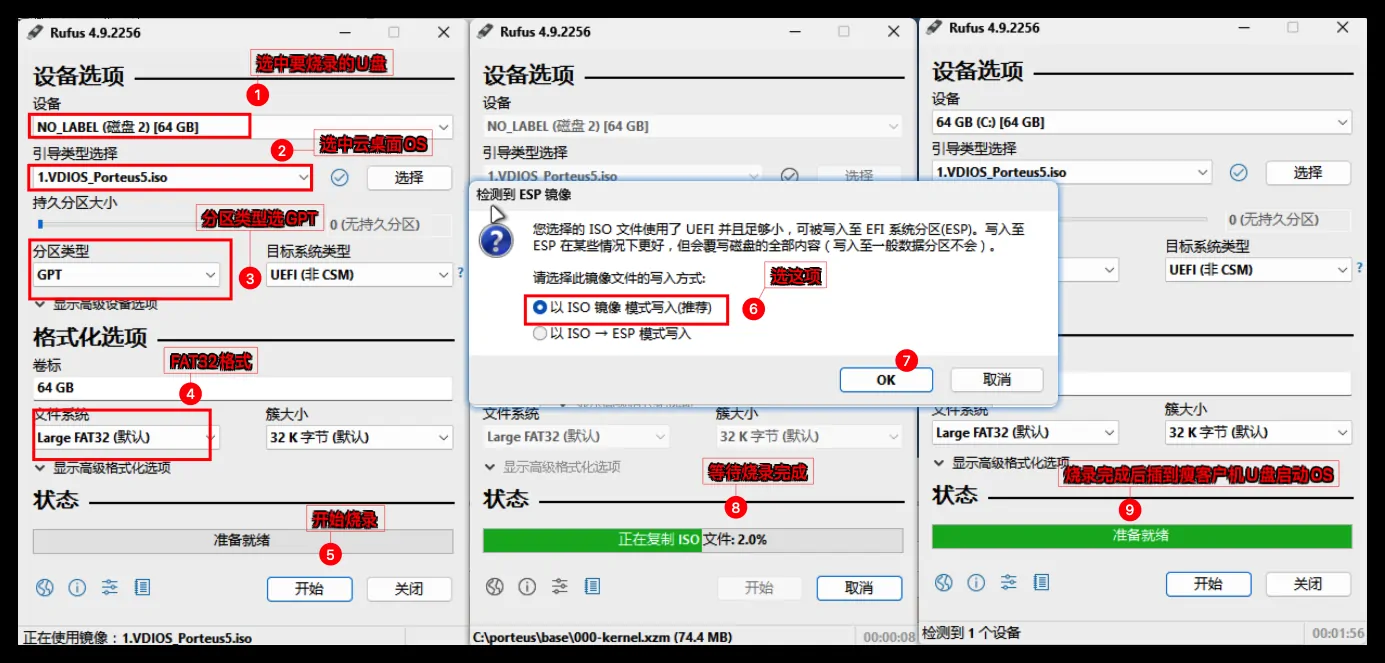 Rufus 4.9.2256
设备选项
选中要烧录的U盘
1
设备
NO_LABEL (磁盘 2) [64 GB]
2
选中云桌面OS
引导类型选择
1.VDIOS_Porteus5.iso
选择
持久分区大小
分区类型选GPT
0 (无持久分区)
3
分区类型
GPT
目标系统类型
UEFI (非 CSM)
?
显示高级设备选项
格式化选项
FAT32格式
4
卷标
64 GB
文件系统
Large FAT32 (默认)
簇大小
32 K 字节 (默认)
显示高级格式化选项
状态
开始烧录
5
准备就绪
开始
关闭
正在使用镜像：1.VDIOS_Porteus5.iso
Rufus 4.9.2256
设备选项
设备
NO_LABEL (磁盘 2) [64 GB]
引导类型选择
1.VDIOS_Porteus5.iso
选择
检测到 ESP 镜像
您选择的 ISO 文件使用了 UEFI 并且足够小，可被写入至 EFI 系统分区(ESP)。写入至
ESP 在某些情况下更好，但会覆写磁盘的全部内容（写入至一般数据分区不会）。
请选择此镜像文件的写入方式:
选这项
6
以 ISO 镜像 模式写入(推荐)
以 ISO → ESP 模式写入
7
OK
取消
文件系统
Large FAT32 (默认)
簇大小
32 K 字节 (默认)
显示高级格式化选项
等待烧录完成
8
状态
正在复制 ISO 文件: 2.0%
开始
取消
C:\porteus\base\000-kernel.xzm (74.4 MB)
00:00:08
Rufus 4.9.2256
设备选项
设备
64 GB (C:) [64 GB]
引导类型选择
1.VDIOS_Porteus5.iso
选择
0 (无持久分区)
目标系统类型
UEFI (非 CSM)
?
文件系统
Large FAT32 (默认)
簇大小
32 K 字节 (默认)
显示高级格式化选项
烧录完成后插到瘦客户机U盘启动OS
9
状态
准备就绪
开始
关闭
检测到 1 个设备
00:01:56